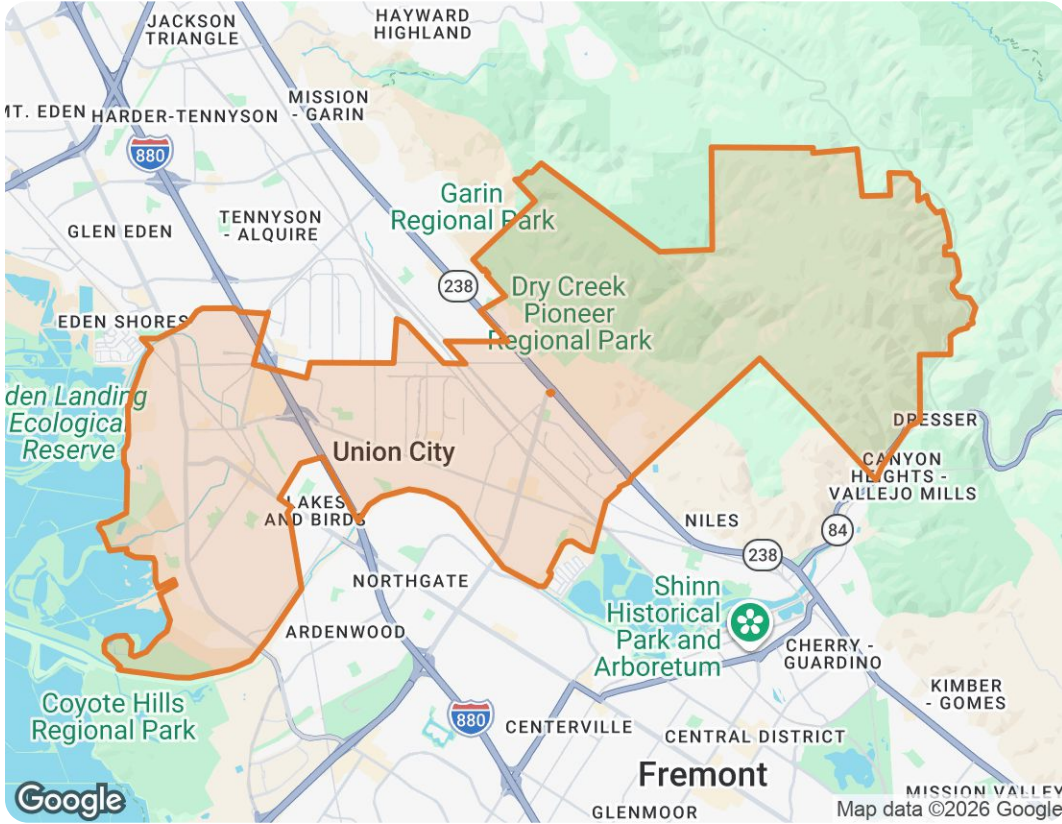 HAYWARD
HIGHLAND
JACKSON
TRIANGLE
MISSION
- GARIN
MT. EDEN
HARDER-TENNYSON
880
Garin
Regional Park
TENNYSON
- ALQUIRE
GLEN EDEN
238
Dry Creek
Pioneer
Regional Park
EDEN SHORES
den Landing
Ecological
Reserve
Union City
DRESSER
CANYON
HEIGHTS -
VALLEJO MILLS
LAKES
AND BIRDS
NILES
84
238
NORTHGATE
Shinn
Historical
Park and
Arboretum
ARDENWOOD
CHERRY -
GUARDINO
Coyote Hills
Regional Park
KIMBER
- GOMES
880
CENTERVILLE
CENTRAL DISTRICT
Fremont
MISSION VALLEY
Google
GLENMOOR
Map data ©2026 Google